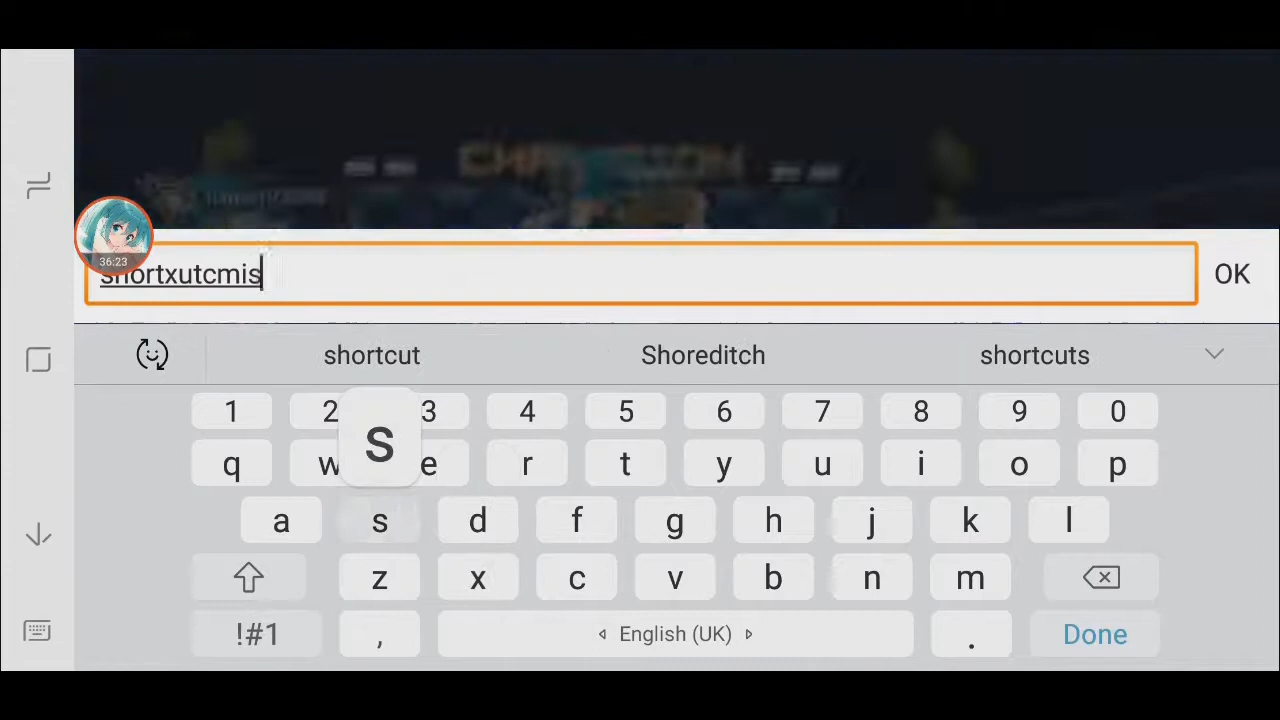 36:23
shortxutcmis
OK
shortcut Shoreditch shortcuts
1 2 3 4 5 6 7 8 9 0
s
q w e r t y u i o p
a s d f g h j k l
z x c v b n m
!#1 , English (UK) . Done